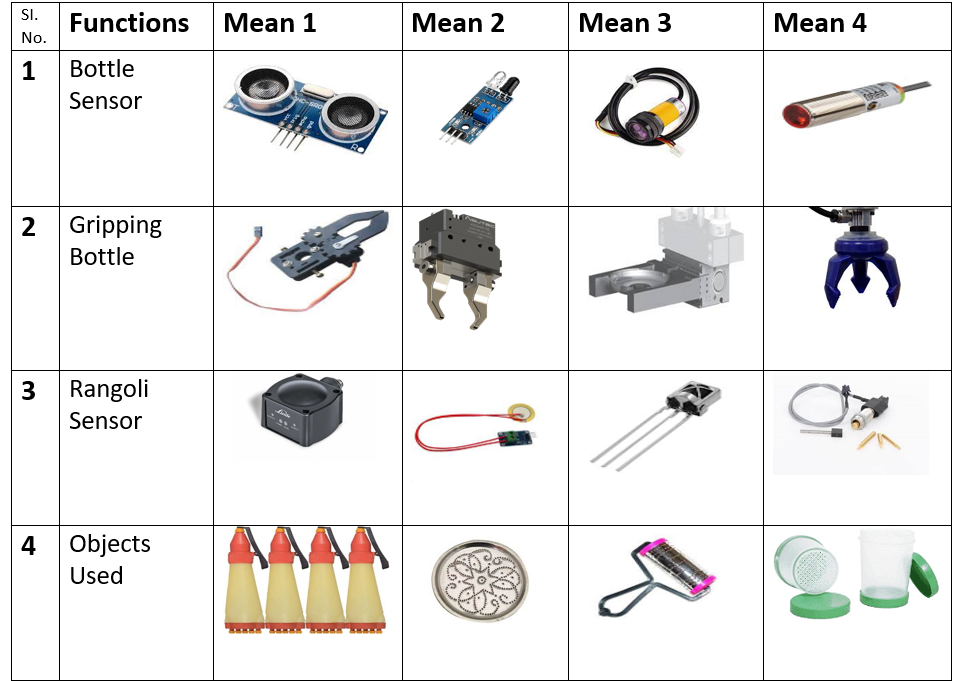 Sl.
No.
Functions
Mean 1
Mean 2
Mean 3
Mean 4
1
Bottle
Sensor
2
Gripping
Bottle
3
Rangoli
Sensor
4
Objects
Used